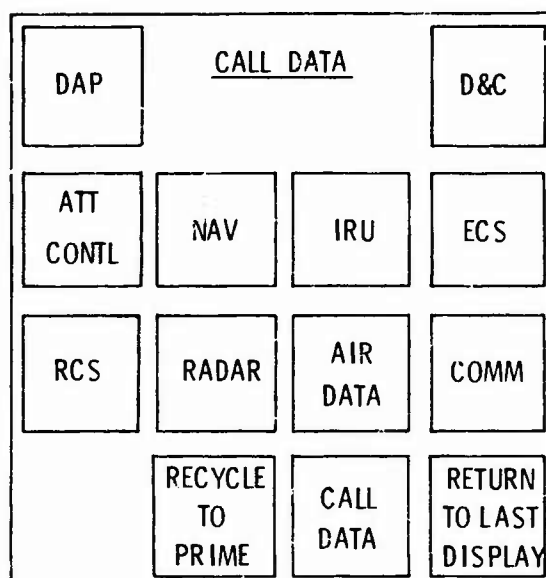 DAP
CALL DATA
D&C
ATT
CONTL
NAV
IRU
ECS
RCS
RADAR
AIR
DATA
COMM
RECYCLE
TO
PRIME
CALL
DATA
RETURN
TO LAST
DISPLAY